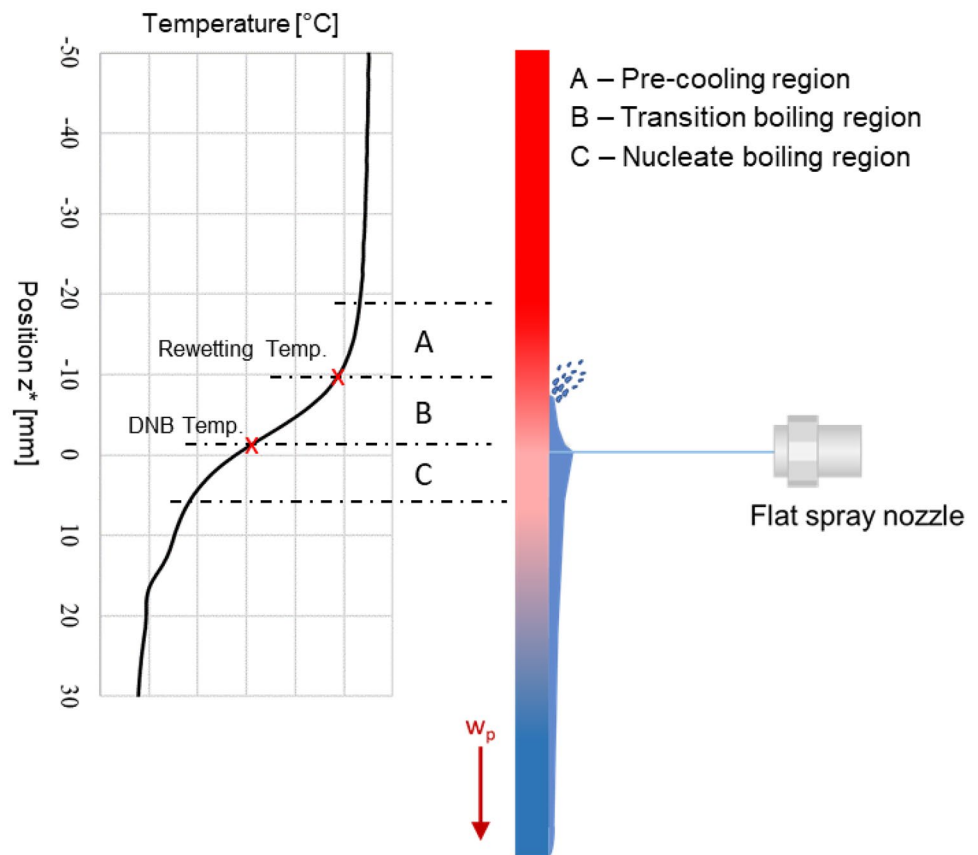 Temperature [°C]
-50
-40
-30
-20
-10
0
10
20
30
Position z* [mm]
Rewetting Temp.
DNB Temp.
A
B
C
A – Pre-cooling region
B – Transition boiling region
C – Nucleate boiling region
Flat spray nozzle
wp